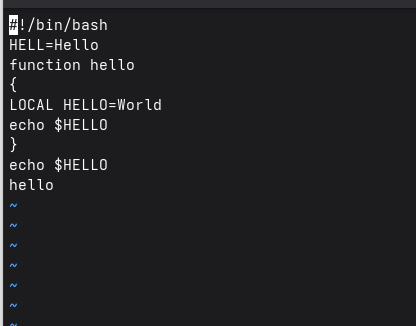 #!/bin/bash
HELL=Hello
function hello
{
LOCAL HELLO=World
echo $HELLO
}
echo $HELLO
hello
~
~
~
~
~
~
~